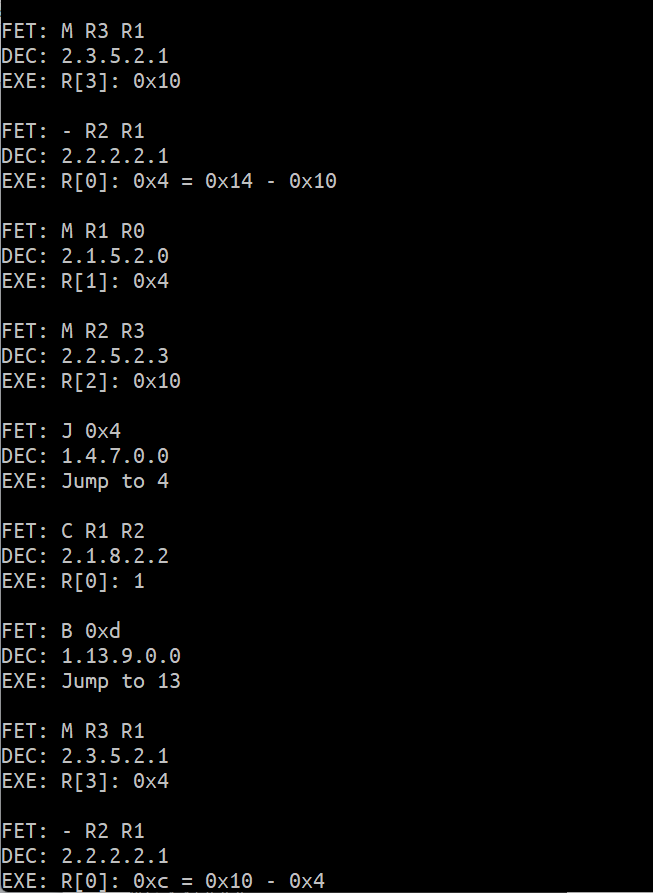 FET: M R3 R1
DEC: 2.3.5.2.1
EXE: R[3]: 0x10
FET: - R2 R1
DEC: 2.2.2.2.1
EXE: R[0]: 0x4 = 0x14 - 0x10
FET: M R1 R0
DEC: 2.1.5.2.0
EXE: R[1]: 0x4
FET: M R2 R3
DEC: 2.2.5.2.3
EXE: R[2]: 0x10
FET: J 0x4
DEC: 1.4.7.0.0
EXE: Jump to 4
FET: C R1 R2
DEC: 2.1.8.2.2
EXE: R[0]: 1
FET: B 0xd
DEC: 1.13.9.0.0
EXE: Jump to 13
FET: M R3 R1
DEC: 2.3.5.2.1
EXE: R[3]: 0x4
FET: - R2 R1
DEC: 2.2.2.2.1
EXE: R[0]: 0xc = 0x10 - 0x4